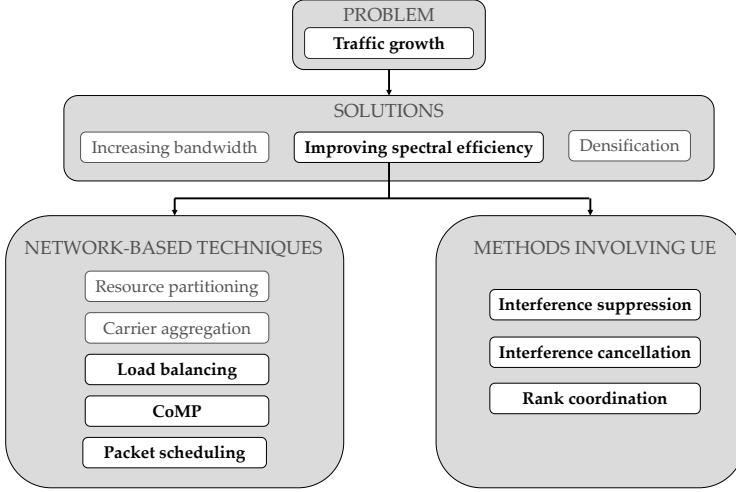 PROBLEM
Traffic growth
SOLUTIONS
Increasing bandwidth
Improving spectral efficiency
Densification
NETWORK-BASED TECHNIQUES
Resource partitioning
Carrier aggregation
Load balancing
CoMP
Packet scheduling
METHODS INVOLVING UE
Interference suppression
Interference cancellation
Rank coordination